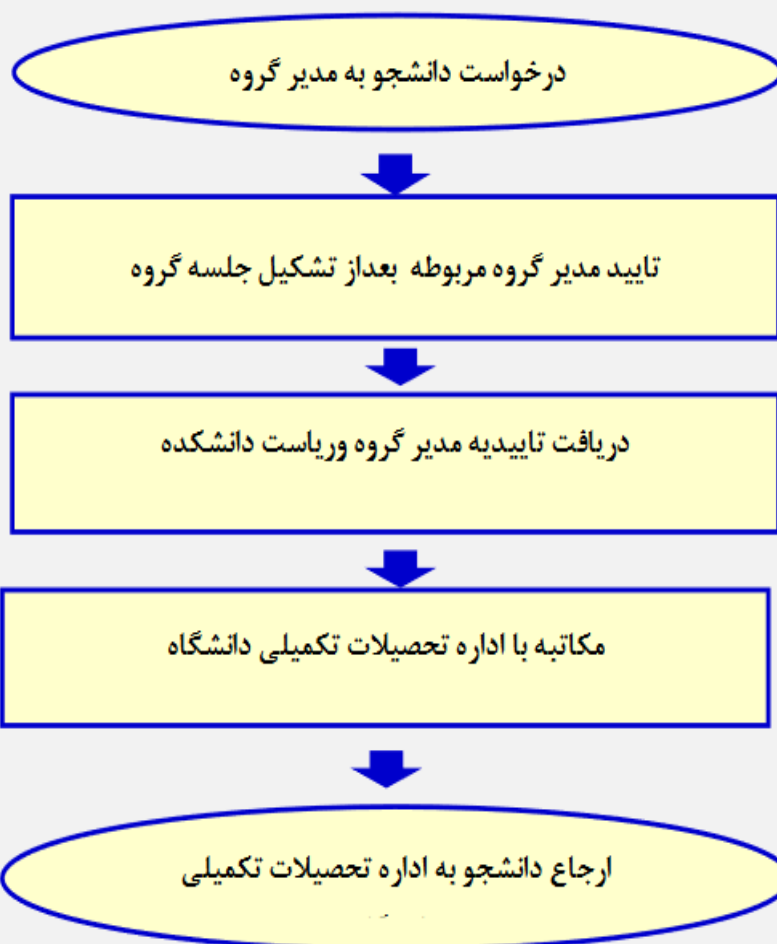 درخواست دانشجو به مدیر گروه
تایید مدیر گروه مربوطه بعداز تشکیل جلسه گروه
دریافت تاییدیه مدیر گروه وریاست دانشکده
مکاتبه با اداره تحصیلات تکمیلی دانشگاه
ارجاع دانشجو به اداره تحصیلات تکمیلی